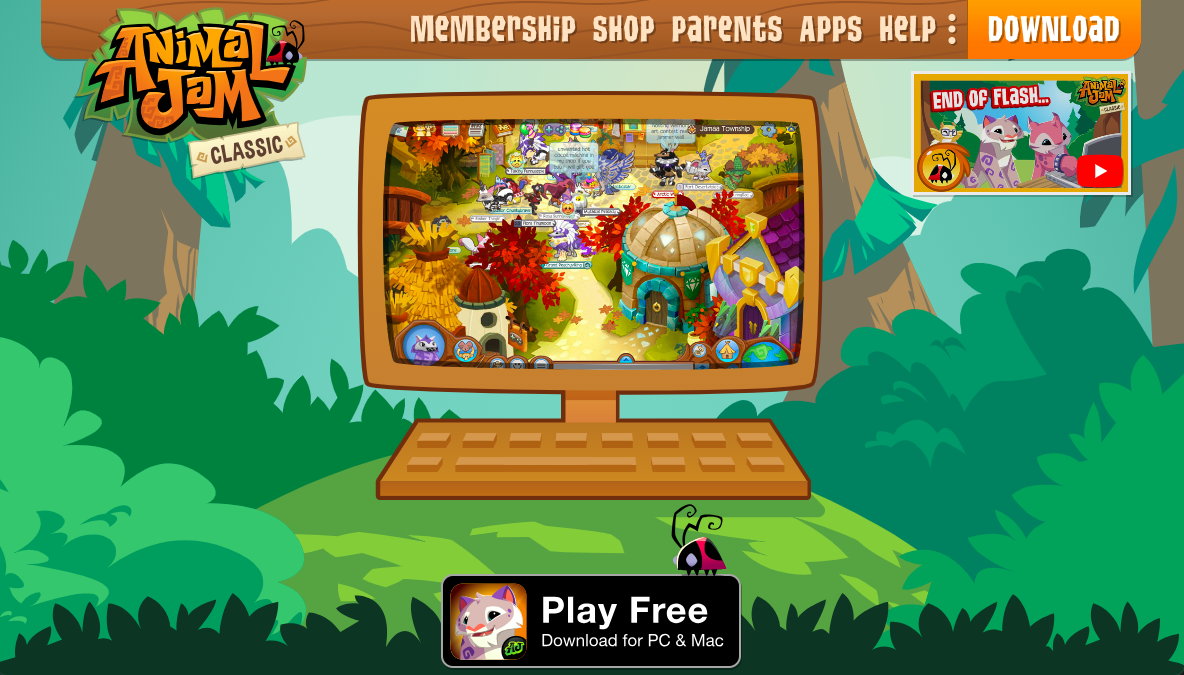 ANIMAL
JAM
CLASSIC
MEMBERSHIP SHOP PARENTS APPS HELP
DOWNLOAD
END OF FLASH...
ANIMAL
JAM
CLASSIC
Jamaa Township
Play Free
Download for PC & Mac
AJ